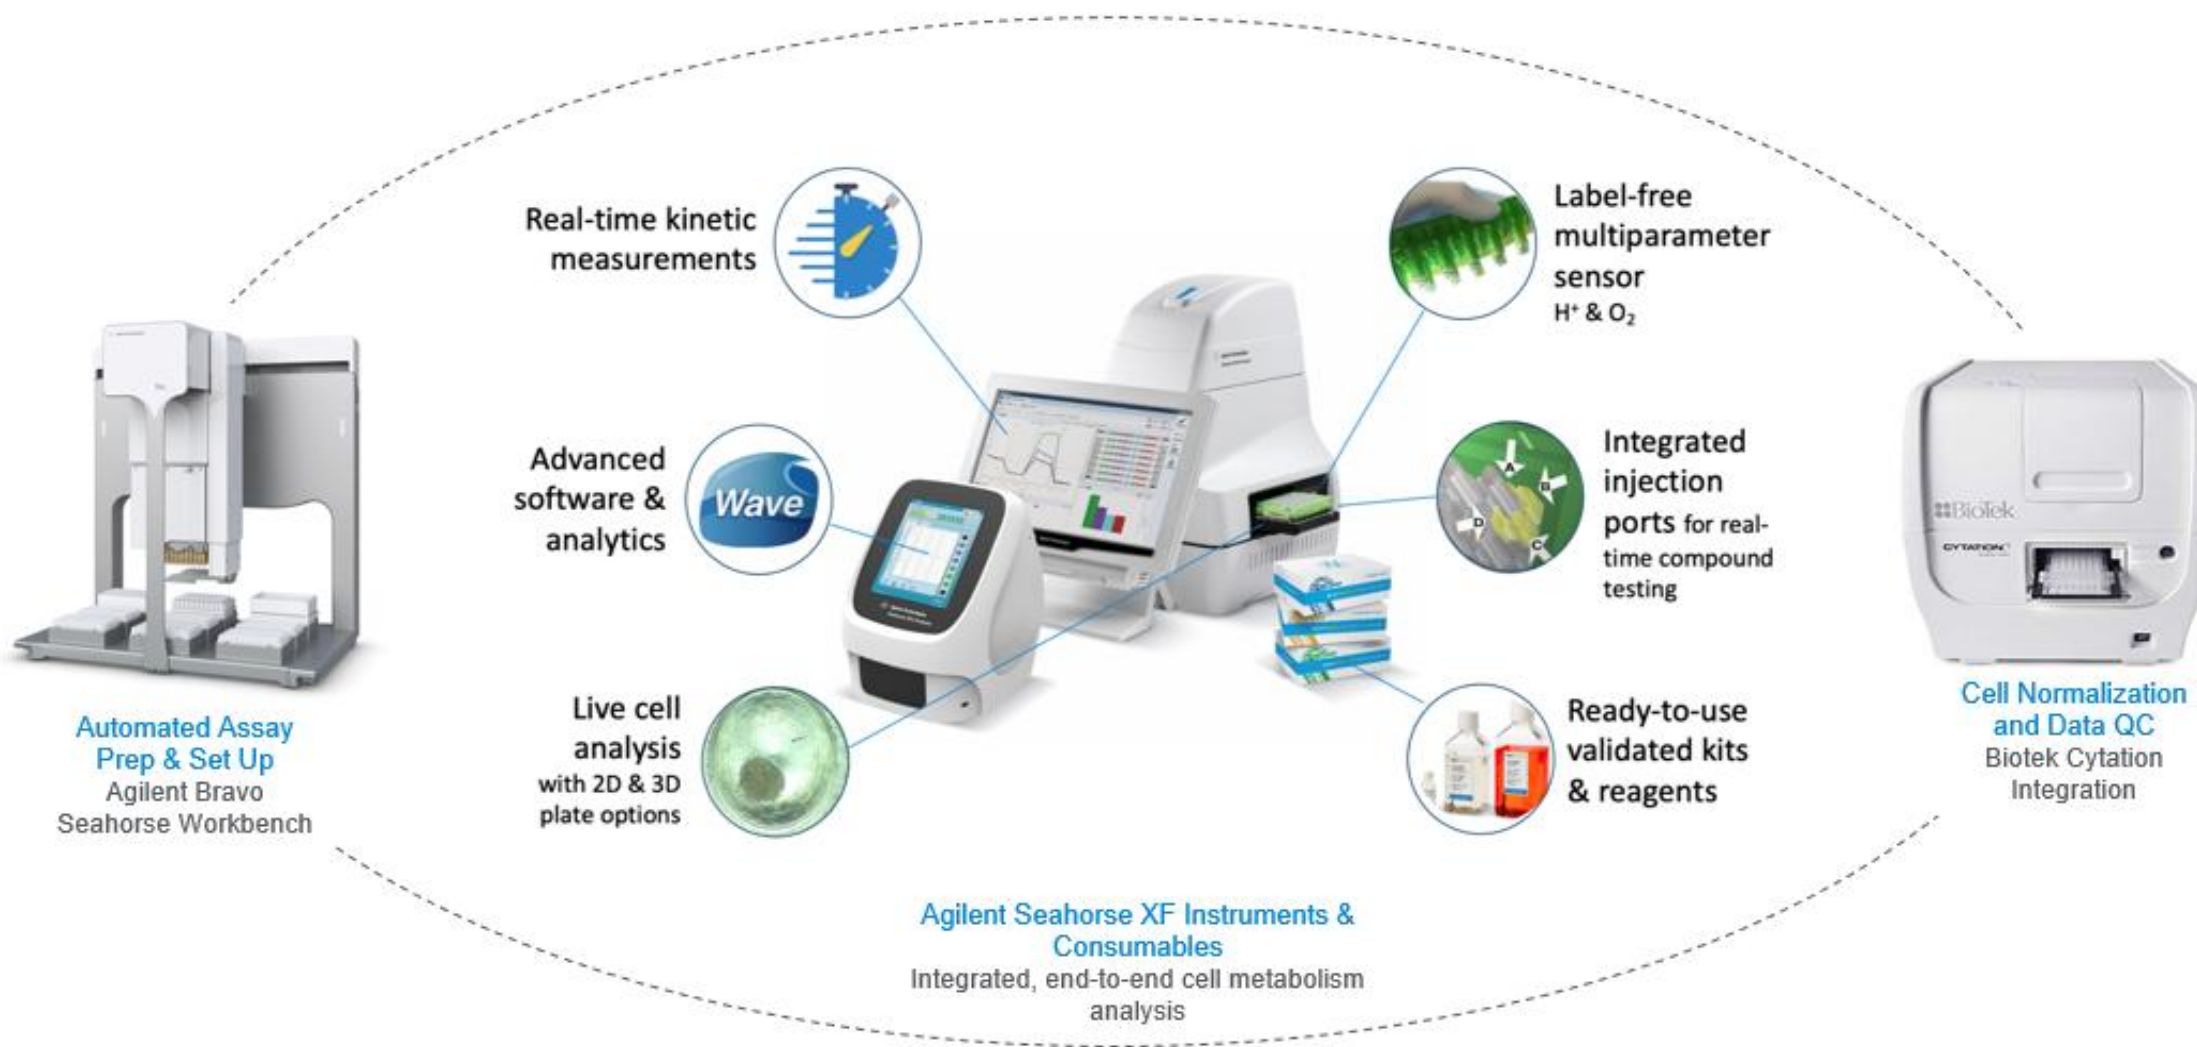 Real-time kinetic
measurements
Label-free
multiparameter
sensor
H⁺ & O₂
Advanced
software &
analytics
Wave
A
B
D
C
Integrated
injection
ports for real-
time compound
testing
BioTek
CYTATION
Live cell
analysis
with 2D & 3D
plate options
Ready-to-use
validated kits
& reagents
Automated Assay
Prep & Set Up
Agilent Bravo
Seahorse Workbench
Cell Normalization
and Data QC
Biotek Cytation
Integration
Agilent Seahorse XF Instruments &
Consumables
Integrated, end-to-end cell metabolism
analysis